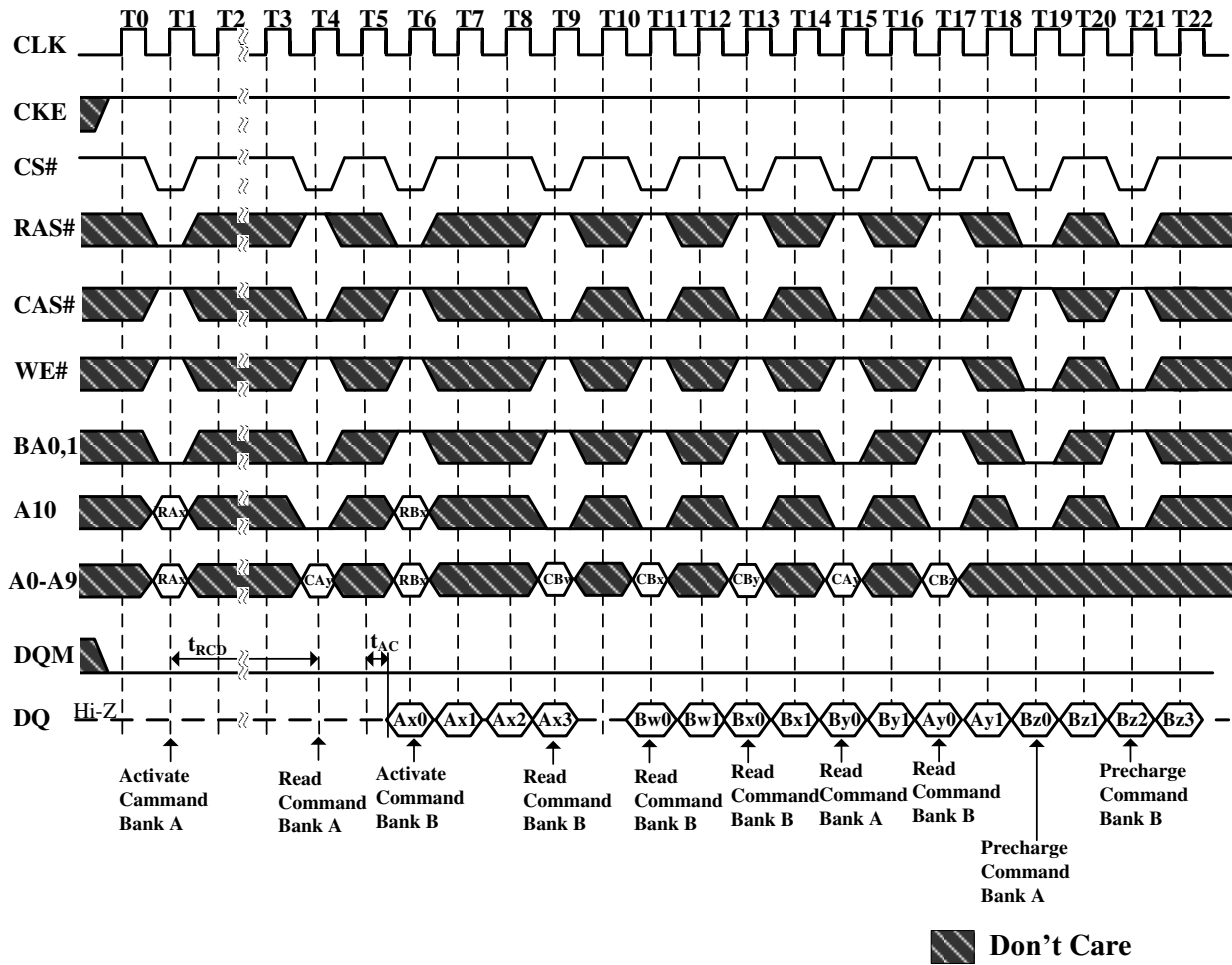 T0 T1 T2 T3 T4 T5 T6 T7 T8 T9 T10 T11 T12 T13 T14 T15 T16 T17 T18 T19 T20 T21 T22
CLK
CKE
CS#
RAS#
CAS#
WE#
BA0,1
A10 RAx RBx
A0-A9 RAx CAy RBx CBw CBx CBy CAy CBz
DQM tRCD tAC
DQ Hi-Z Ax0 Ax1 Ax2 Ax3 Bw0 Bw1 Bx0 Bx1 By0 By1 Ay0 Ay1 Bz0 Bz1 Bz2 Bz3
Activate
Cammand
Bank A
Read
Command
Bank A
Activate
Command
Bank B
Read
Command
Bank B
Read
Command
Bank B
Read
Command
Bank B
Read
Command
Bank A
Read
Command
Bank B
Precharge
Command
Bank A
Precharge
Command
Bank B
Don't Care